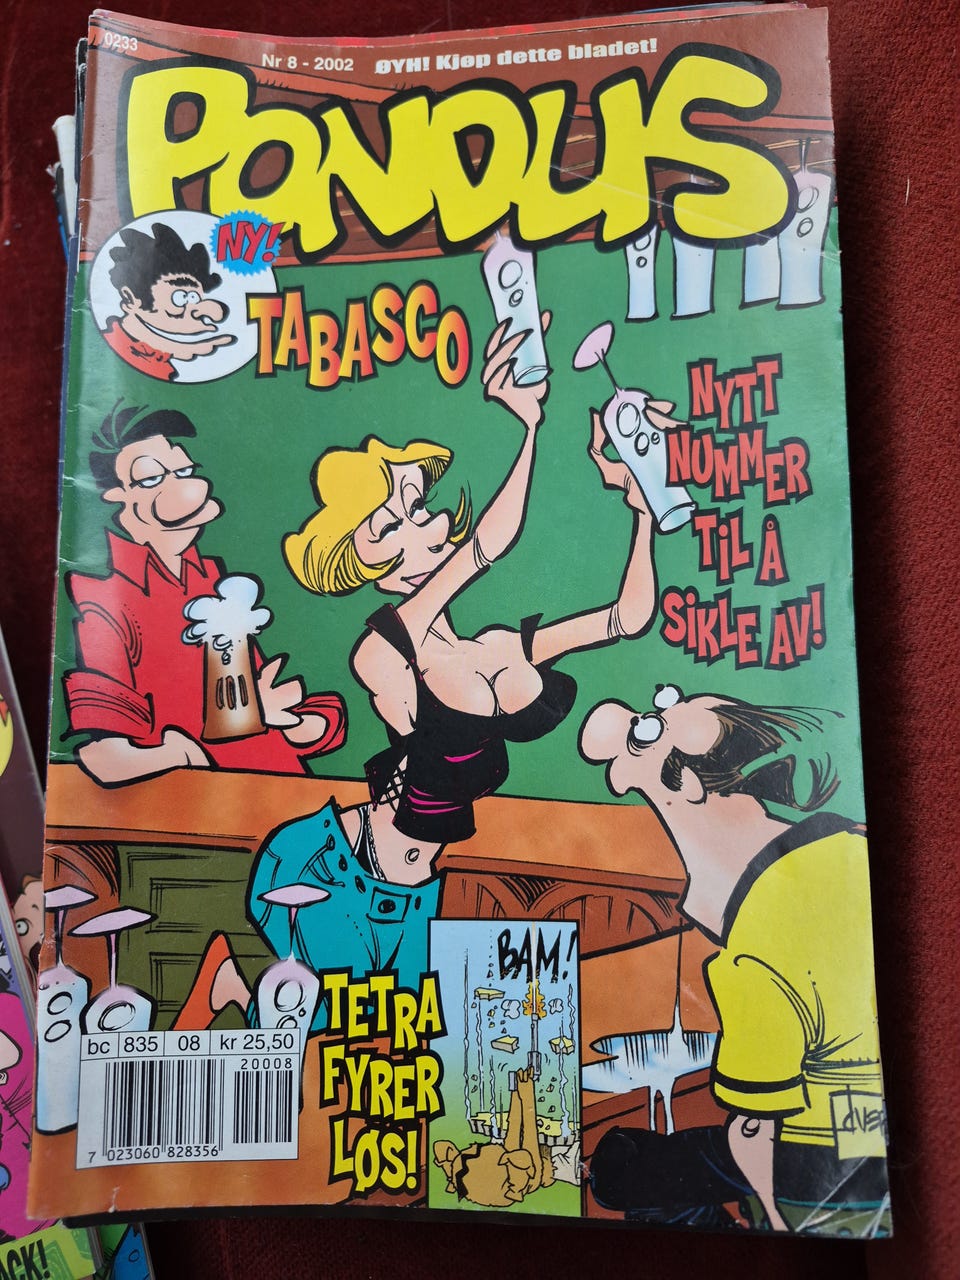 0233
Nr 8 - 2002 ØYH! Kjøp dette bladet!
PONDUS
NY!
TABASCO
NYTT
NUMMER
TIL Å
SIKLE AV!
BAM!
TETRA
FYRER
LØS!
bc 835 08 kr 25,50
20008
7 023060 828356
ACK!